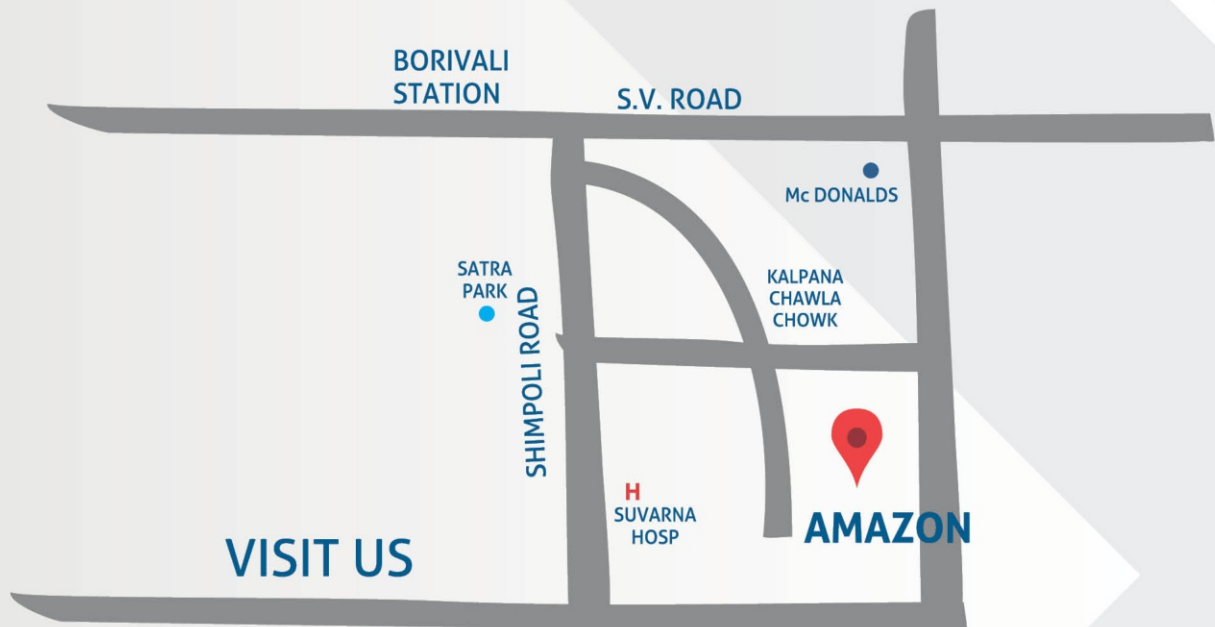 BORIVALI
STATION
S.V. ROAD
Mc DONALDS
SATRA
PARK
KALPANA
CHAWLA
CHOWK
SHIMPOLI ROAD
H
SUVARNA
HOSP
AMAZON
VISIT US